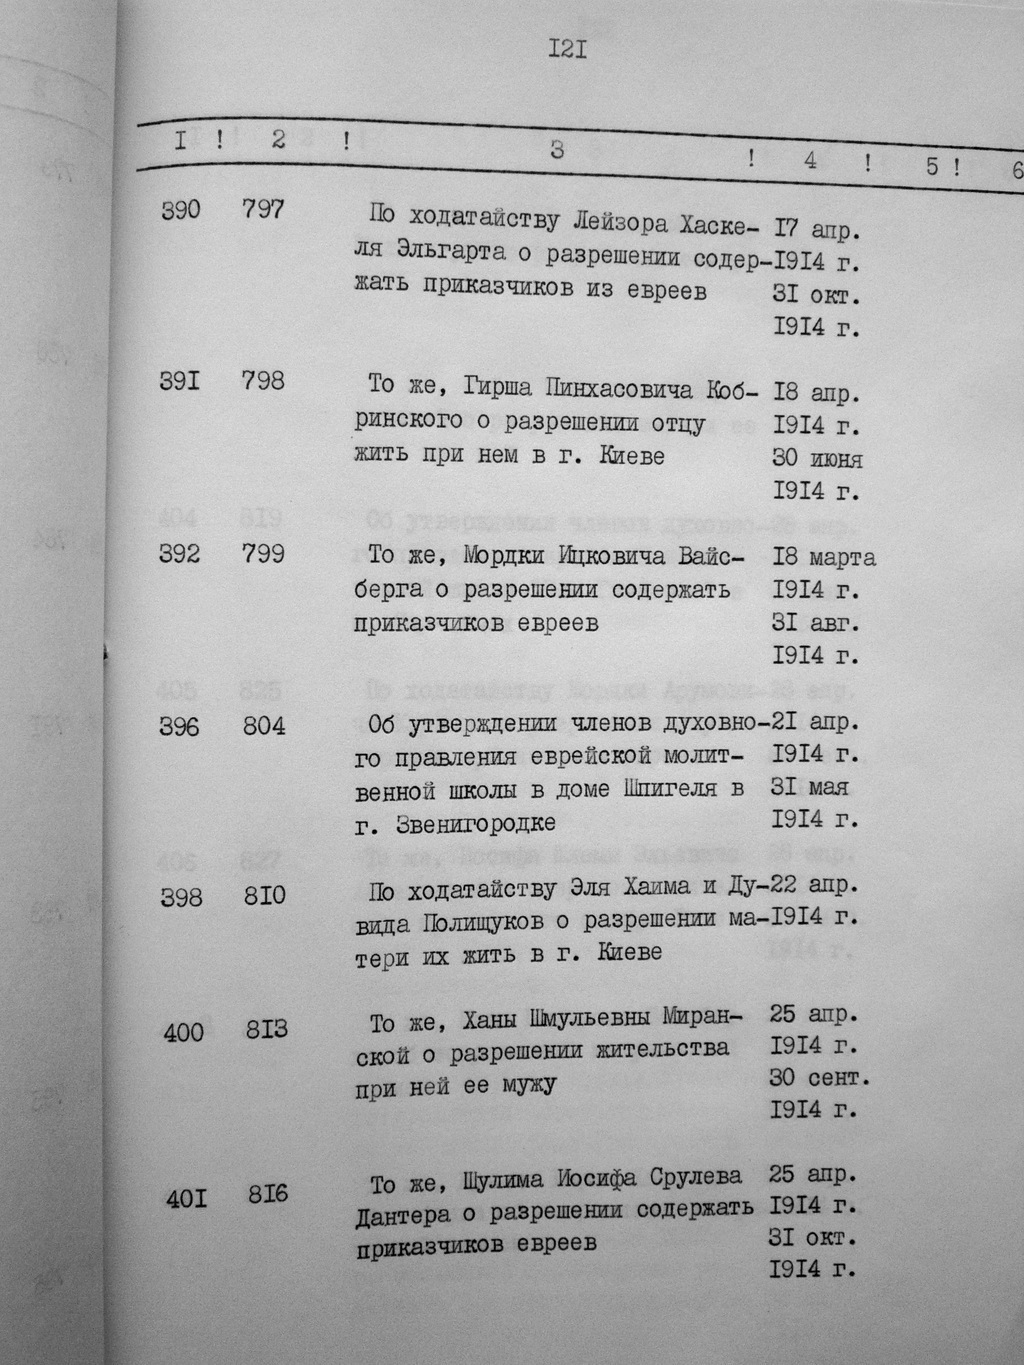 I2I
I ! 2 ! 3 ! 4 ! 5 ! 6
390 797 По ходатайству Лейзора Хаске- I7 апр.
ля Эльгарта о разрешении содер-I9I4 г.
жать приказчиков из евреев 3I окт.
I9I4 г.
39I 798 То же, Гирша Пинхасовича Коб- I8 апр.
ринского о разрешении отцу I9I4 г.
жить при нем в г. Киеве 30 июня
I9I4 г.
392 799 То же, Мордки Ицковича Вайс- I8 марта
берга о разрешении содержать I9I4 г.
приказчиков евреев 3I авг.
I9I4 г.
396 804 Об утверждении членов духовно-2I апр.
го правления еврейской молит- I9I4 г.
венной школы в доме Шпигеля в 3I мая
г. Звенигородке I9I4 г.
398 8I0 По ходатайству Эля Хаима и Ду-22 апр.
вида Полищуков о разрешении ма-I9I4 г.
тери их жить в г. Киеве
400 8I3 То же, Ханы Шмульевны Миран- 25 апр.
ской о разрешении жительства I9I4 г.
при ней ее мужу 30 сент.
I9I4 г.
40I 8I6 То же, Шулима Иосифа Срулева 25 апр.
Дантера о разрешении содержать I9I4 г.
приказчиков евреев 3I окт.
I9I4 г.